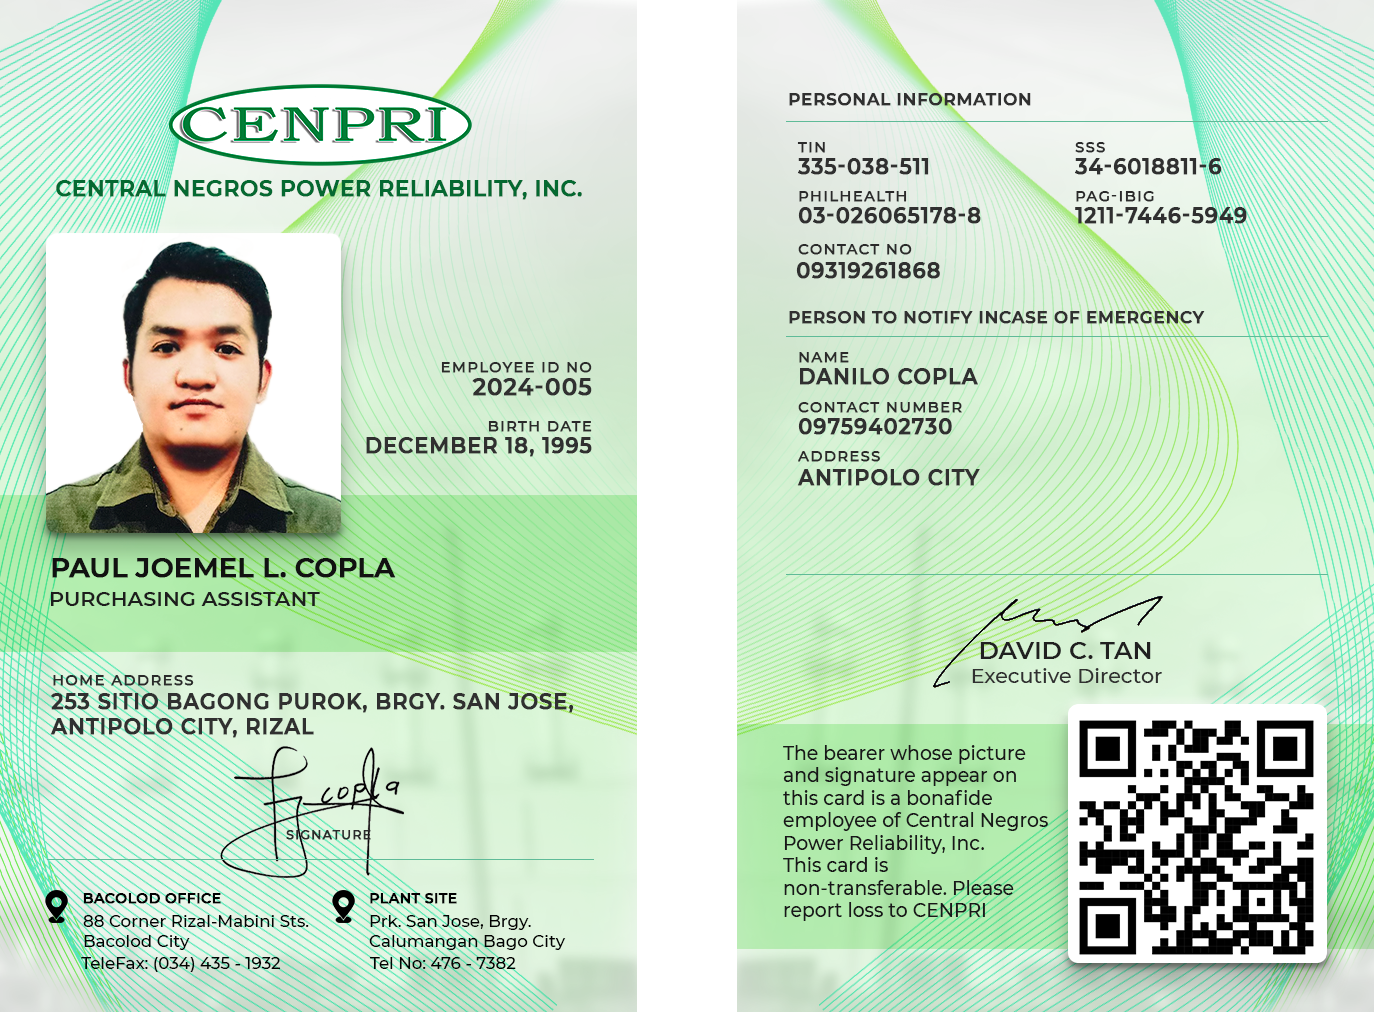 CENPRI
CENTRAL NEGROS POWER RELIABILITY, INC.
EMPLOYEE ID NO
2024-005
BIRTH DATE
DECEMBER 18, 1995
PAUL JOEMEL L. COPLA
PURCHASING ASSISTANT
HOME ADDRESS
253 SITIO BAGONG PUROK, BRGY. SAN JOSE,
ANTIPOLO CITY, RIZAL
copla
SIGNATURE
BACOLOD OFFICE
88 Corner Rizal-Mabini Sts.
Bacolod City
TeleFax: (034) 435 - 1932
PLANT SITE
Prk. San Jose, Brgy.
Calumangan Bago City
Tel No: 476 - 7382
PERSONAL INFORMATION
TIN
335-038-511
SSS
34-6018811-6
PHILHEALTH
03-026065178-8
PAG-IBIG
1211-7446-5949
CONTACT NO
09319261868
PERSON TO NOTIFY INCASE OF EMERGENCY
NAME
DANILO COPLA
CONTACT NUMBER
09759402730
ADDRESS
ANTIPOLO CITY
DAVID C. TAN
Executive Director
The bearer whose picture
and signature appear on
this card is a bonafide
employee of Central Negros
Power Reliability, Inc.
This card is
non-transferable. Please
report loss to CENPRI